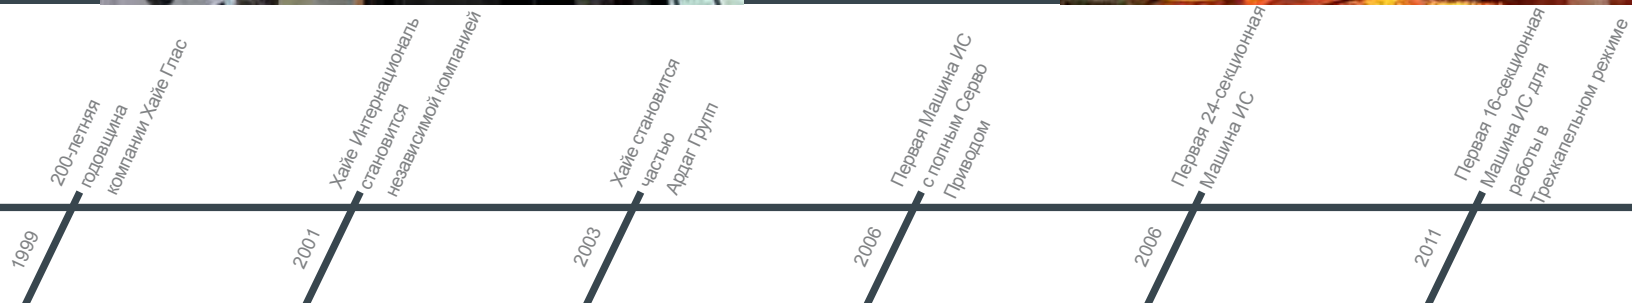 200-летняя
годовщина
компании Хайе Глас
1999
Хайе Интернациональ
становится
независимой компанией
2001
Хайе становится
частью
Ардаг Групп
2003
Первая Машина ИС
с полным Серво
Приводом
2006
Первая 24-секционная
Машина ИС
2006
Первая 16-секционная
Машина ИС для
работы в
Трехкапельном режиме
2011